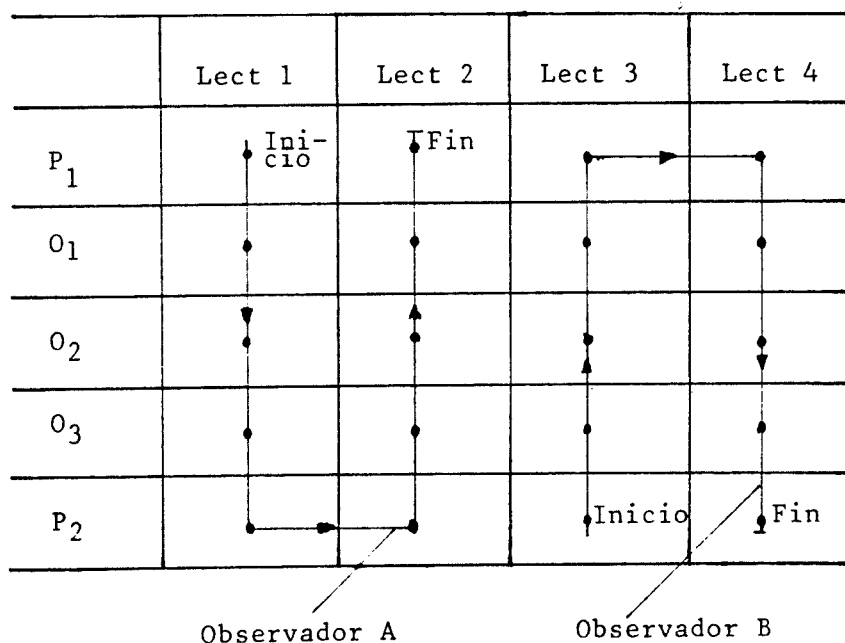 Lect 1 Lect 2 Lect 3 Lect 4
P1 Ini-
cio Fin
O1
O2
O3
P2 Inicio Fin
Observador A Observador B